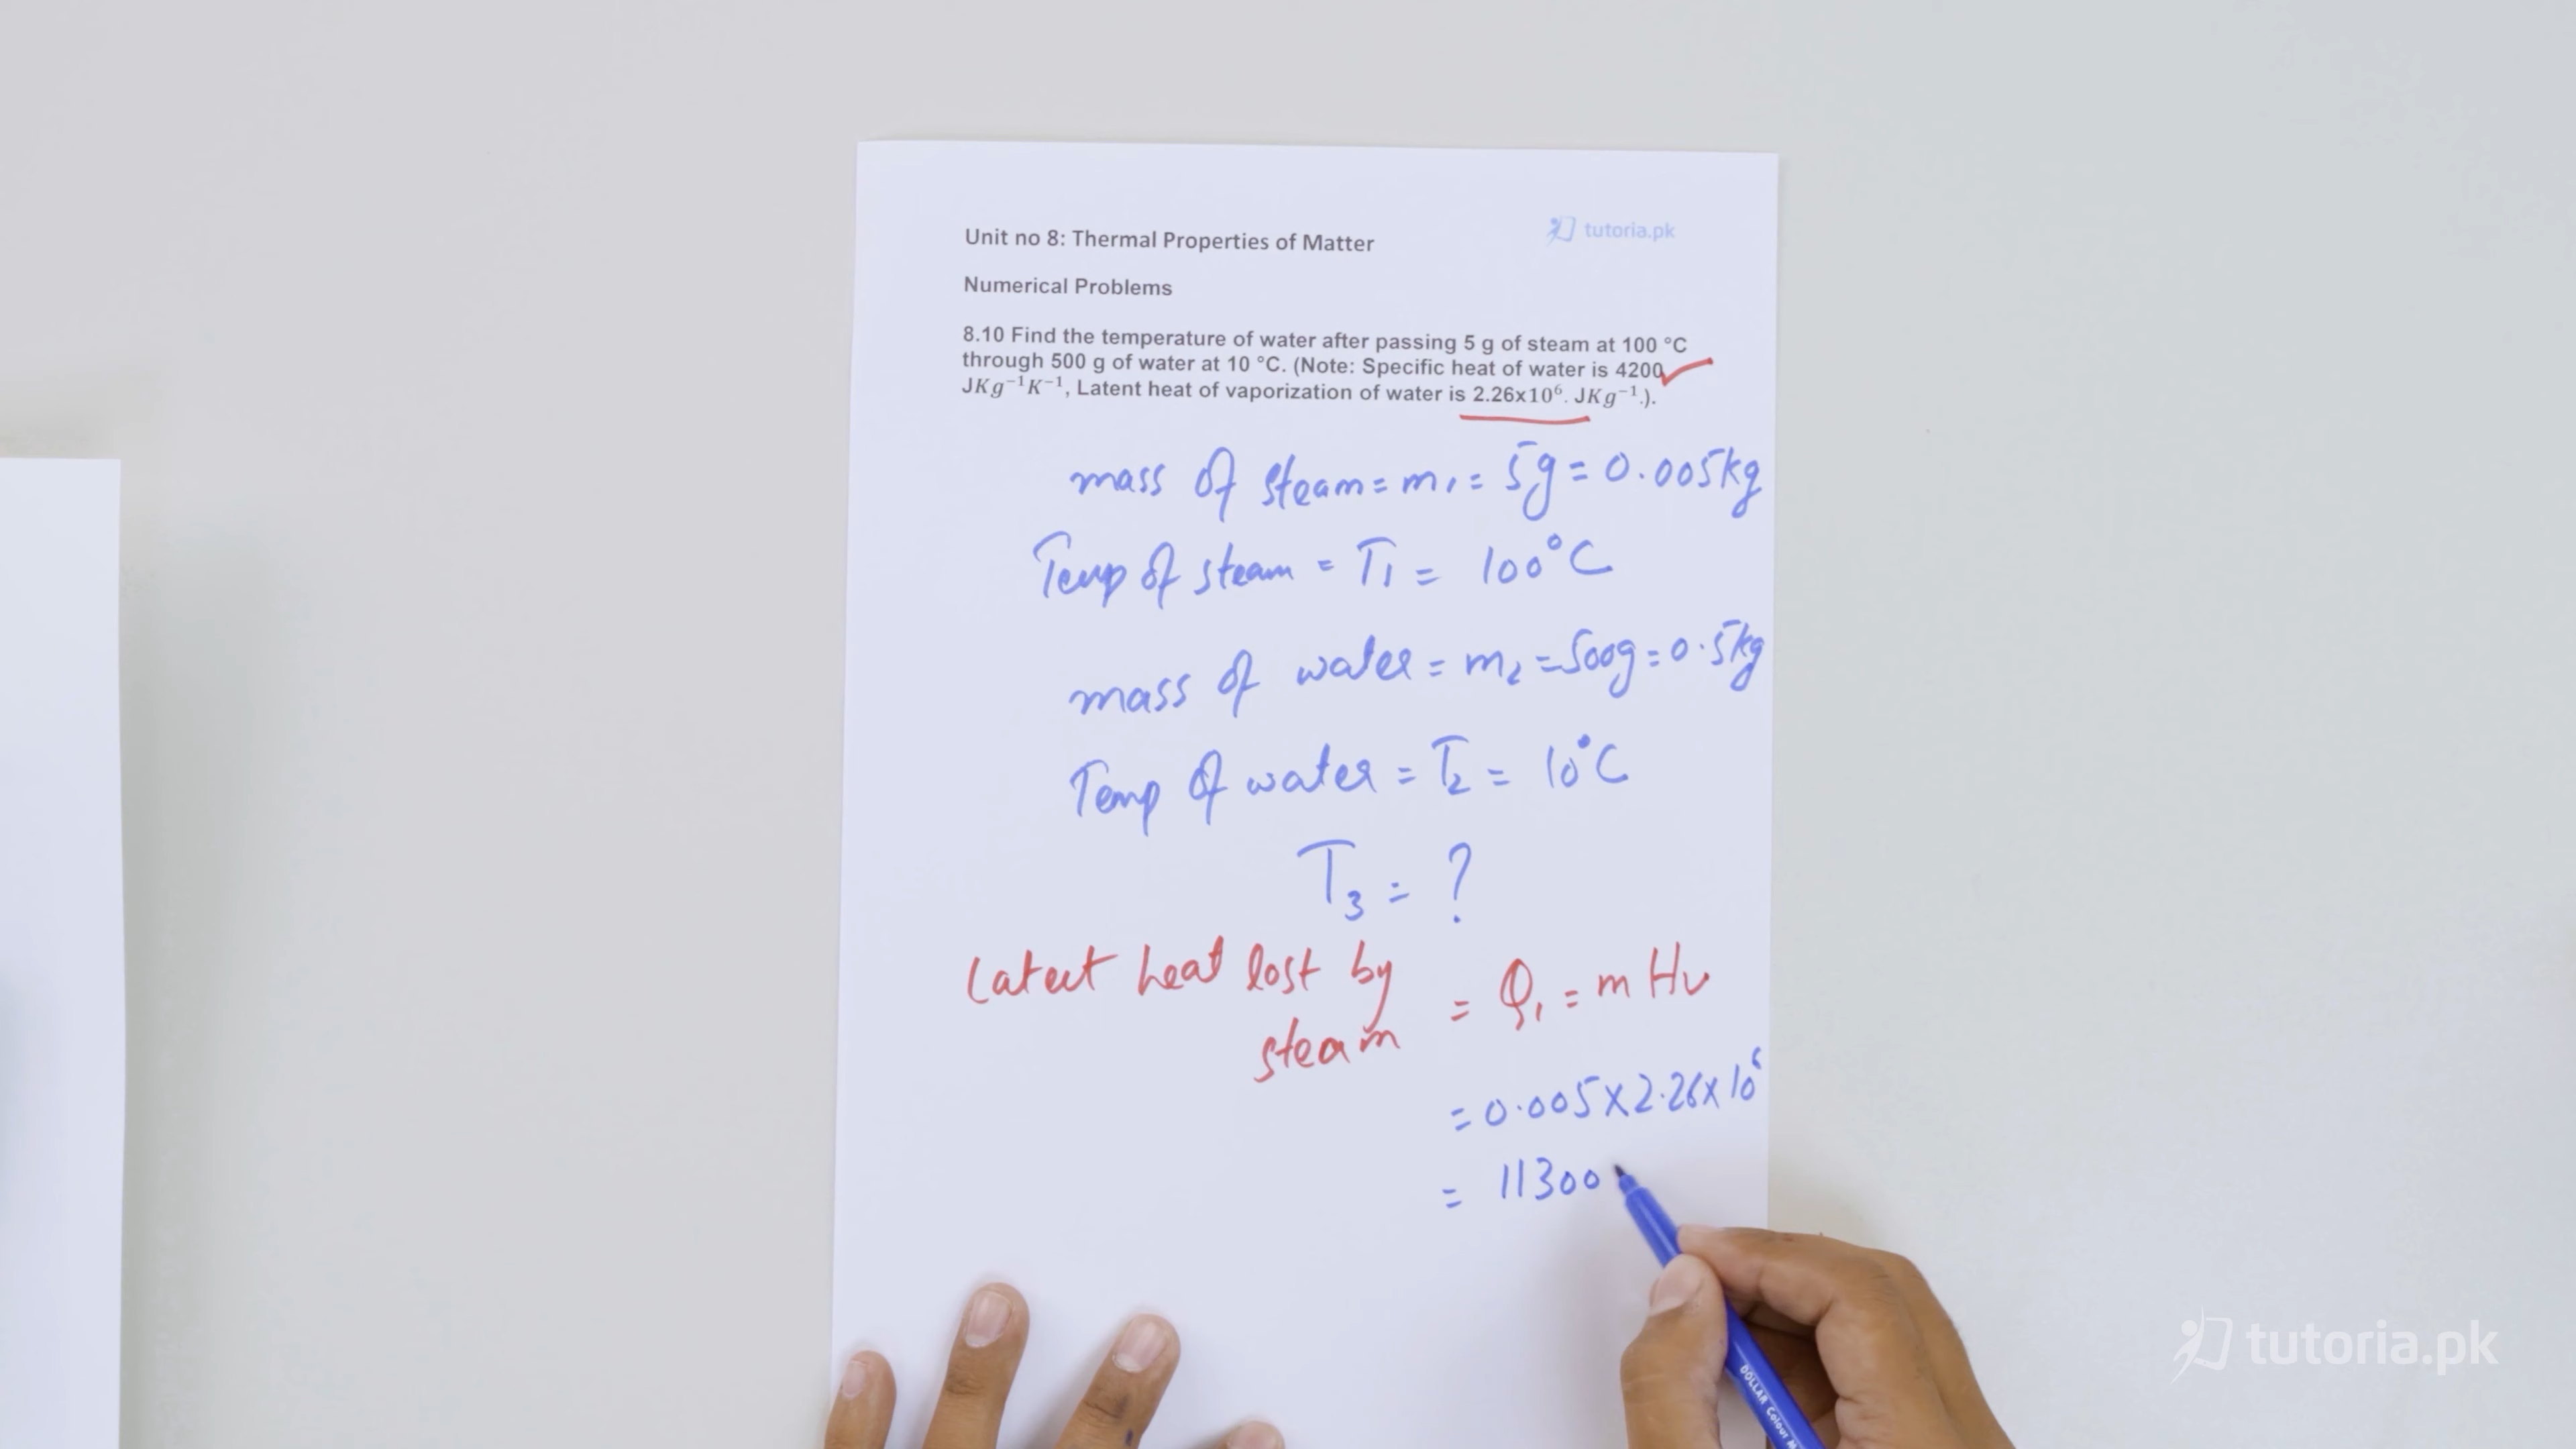 tutoria.pk
Unit no 8: Thermal Properties of Matter
Numerical Problems
8.10 Find the temperature of water after passing 5 g of steam at 100 °C
through 500 g of water at 10 °C. (Note: Specific heat of water is 4200
JKg⁻¹K⁻¹, Latent heat of vaporization of water is 2.26x10⁶. JKg⁻¹.).
mass of steam = m₁ = 5g = 0.005kg
Temp of steam = T₁ = 100°C
mass of water = m₂ = 500g = 0.5kg
Temp of water = T₂ = 10°C
T₃ = ?
Latent heat lost by
steam = Q₁ = m Hv
= 0.005 × 2.26 × 10⁶
= 11300
DOLLAR Colour
tutoria.pk